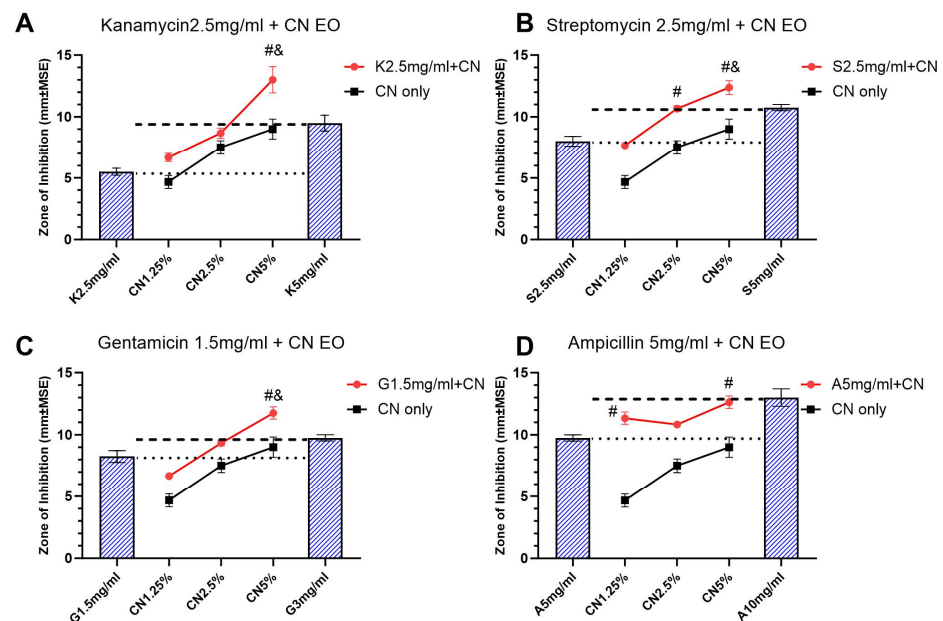 A
Kanamycin2.5mg/ml + CN EO
Zone of Inhibition (mm±MSE)
15
10
5
0
#&
K2.5mg/ml+CN
CN only
K2.5mg/ml
CN1.25%
CN2.5%
CN5%
K5mg/ml
B
Streptomycin 2.5mg/ml + CN EO
Zone of Inhibition (mm±MSE)
15
10
5
0
#
#&
S2.5mg/ml+CN
CN only
S2.5mg/ml
CN1.25%
CN2.5%
CN5%
S5mg/ml
C
Gentamicin 1.5mg/ml + CN EO
Zone of Inhibition (mm±MSE)
15
10
5
0
#&
G1.5mg/ml+CN
CN only
G1.5mg/ml
CN1.25%
CN2.5%
CN5%
G3mg/ml
D
Ampicillin 5mg/ml + CN EO
Zone of Inhibition (mm±MSE)
15
10
5
0
#
#
A5mg/ml+CN
CN only
A5mg/ml
CN1.25%
CN2.5%
CN5%
A10mg/ml